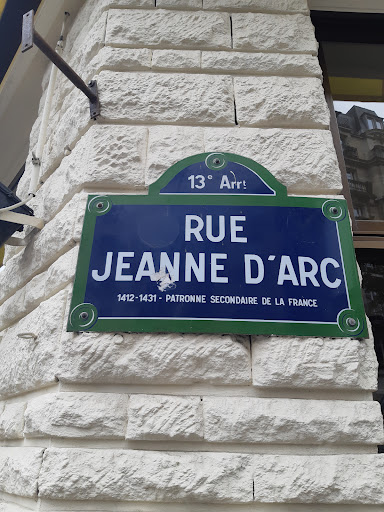 13e Arrt
RUE
JEANNE D'ARC
1412-1431 - PATRONNE SECONDAIRE DE LA FRANCE